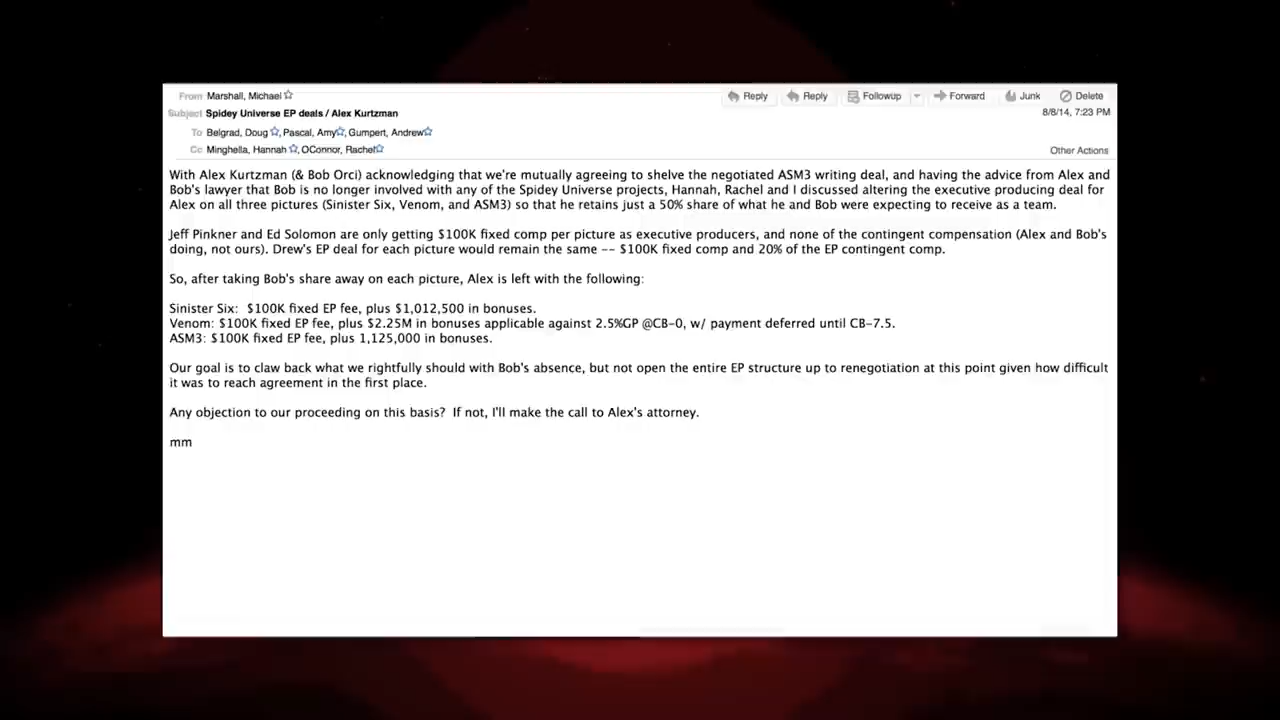 From Marshall, Michael
Reply Reply Followup Forward Junk Delete
Subject Spidey Universe EP deals / Alex Kurtzman
8/8/14, 7:23 PM
To Belgrad, Doug, Pascal, Amy, Gumpert, Andrew
Cc Minghella, Hannah, OConnor, Rachel
Other Actions
With Alex Kurtzman (& Bob Orci) acknowledging that we're mutually agreeing to shelve the negotiated ASM3 writing deal, and having the advice from Alex and
Bob's lawyer that Bob is no longer involved with any of the Spidey Universe projects, Hannah, Rachel and I discussed altering the executive producing deal for
Alex on all three pictures (Sinister Six, Venom, and ASM3) so that he retains just a 50% share of what he and Bob were expecting to receive as a team.
Jeff Pinkner and Ed Solomon are only getting $100K fixed comp per picture as executive producers, and none of the contingent compensation (Alex and Bob's
doing, not ours). Drew's EP deal for each picture would remain the same -- $100K fixed comp and 20% of the EP contingent comp.
So, after taking Bob's share away on each picture, Alex is left with the following:
Sinister Six: $100K fixed EP fee, plus $1,012,500 in bonuses.
Venom: $100K fixed EP fee, plus $2.25M in bonuses applicable against 2.5%GP @CB-0, w/ payment deferred until CB-7.5.
ASM3: $100K fixed EP fee, plus 1,125,000 in bonuses.
Our goal is to claw back what we rightfully should with Bob's absence, but not open the entire EP structure up to renegotiation at this point given how difficult
it was to reach agreement in the first place.
Any objection to our proceeding on this basis? If not, I'll make the call to Alex's attorney.
mm